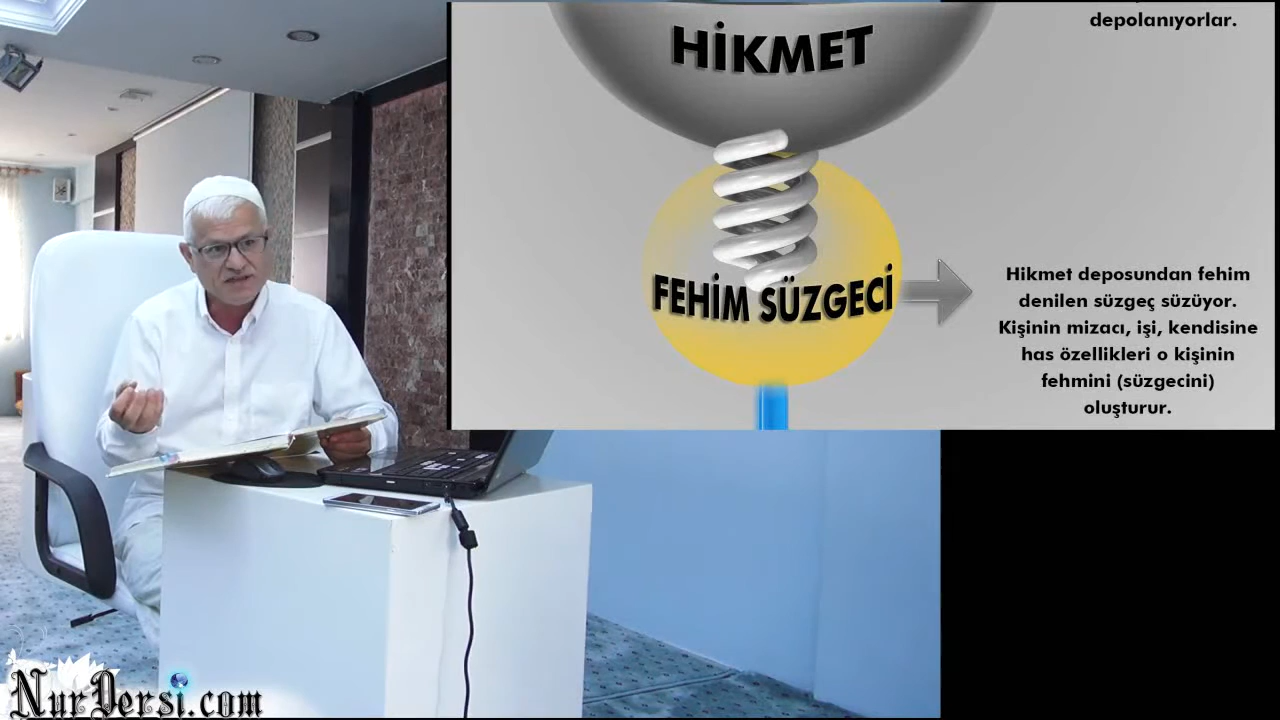 depolanıyorlar.
HİKMET
FEHİM SÜZGECİ
Hikmet deposundan fehim
denilen süzgeç süzüyor.
Kişinin mizacı, işi, kendisine
has özellikleri o kişinin
fehmini (süzgecini)
oluşturur.
NurDersi.com